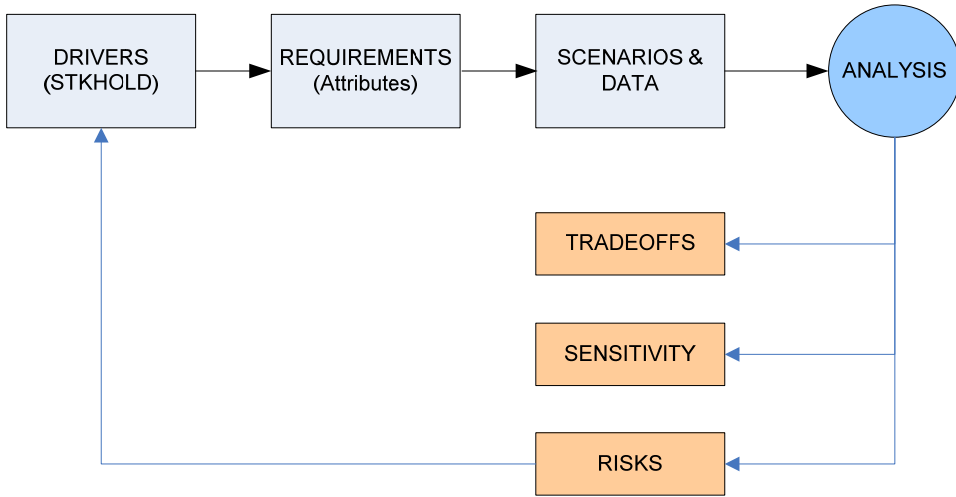 DRIVERS
(STKHOLD)
REQUIREMENTS
(Attributes)
SCENARIOS &
DATA
ANALYSIS
TRADEOFFS
SENSITIVITY
RISKS